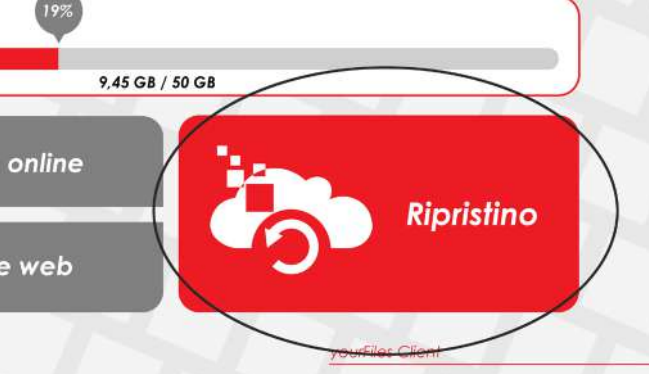 19%
9,45 GB / 50 GB
online
e web
Ripristino
yourFiles Client